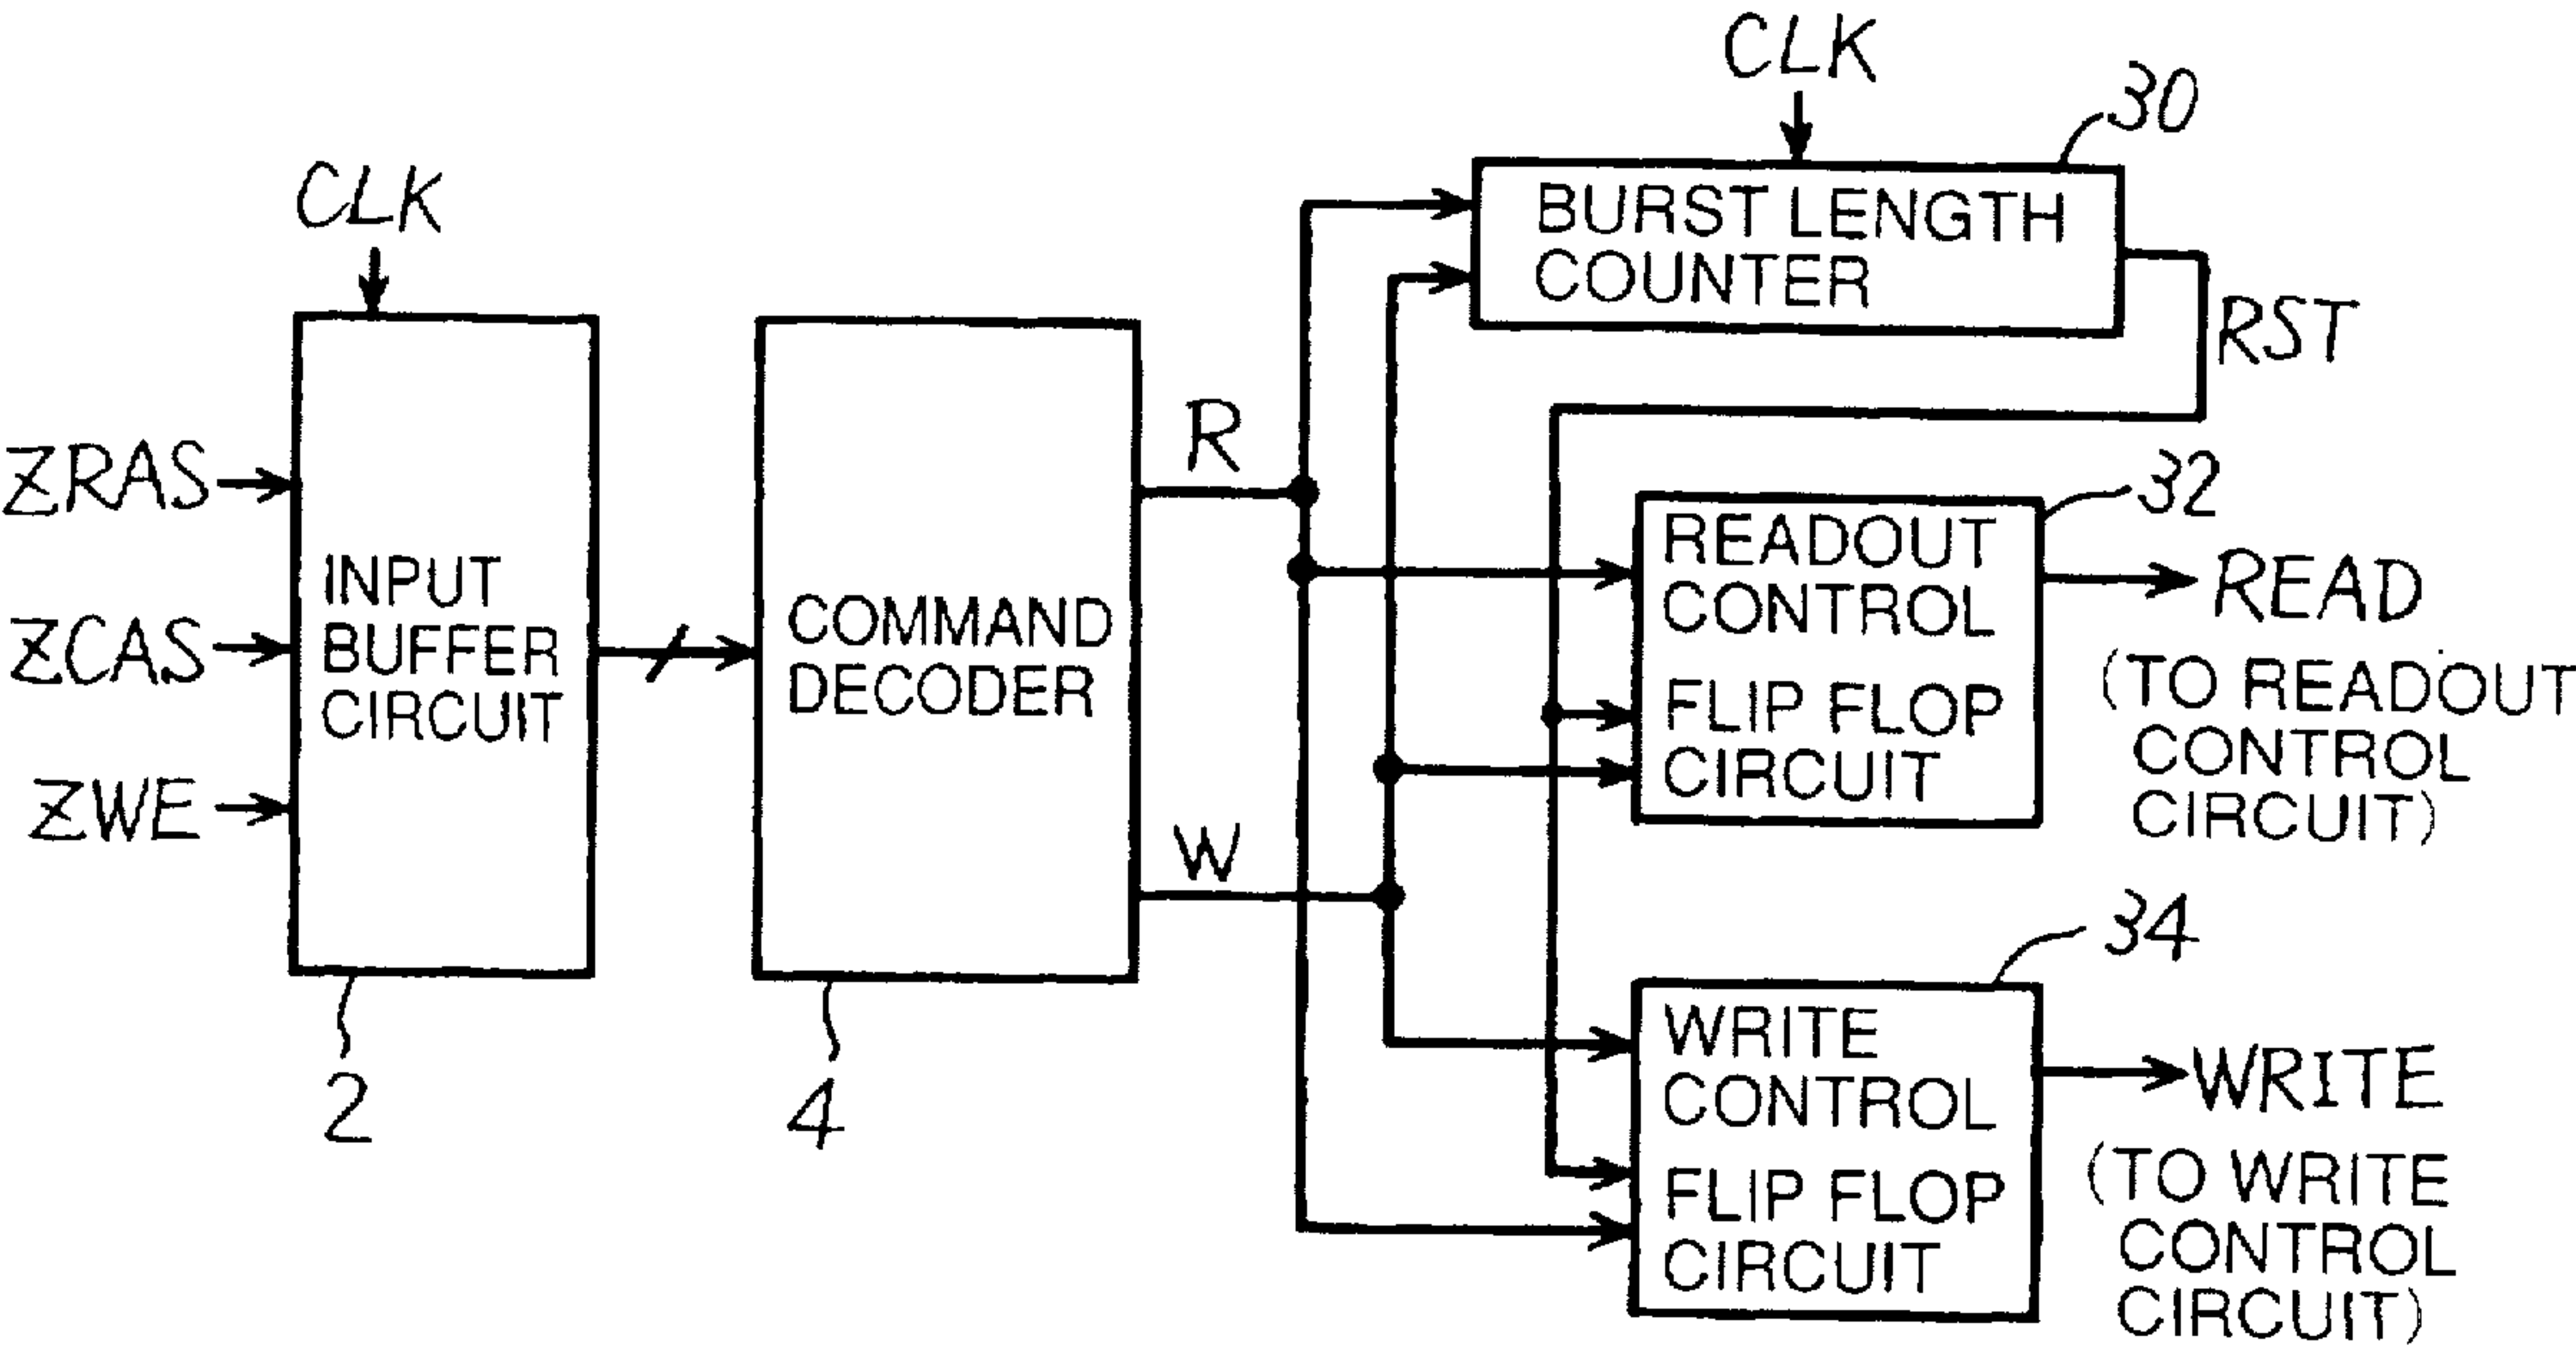 CLK
30
BURST LENGTH
COUNTER
CLK
RST
R
ZRAS
32
READOUT
CONTROL
FLIP FLOP
CIRCUIT
READ
(TO READOUT
CONTROL
CIRCUIT)
INPUT
BUFFER
CIRCUIT
COMMAND
DECODER
ZCAS
ZWE
W
34
WRITE
CONTROL
FLIP FLOP
CIRCUIT
WRITE
(TO WRITE
CONTROL
CIRCUIT)
2
4